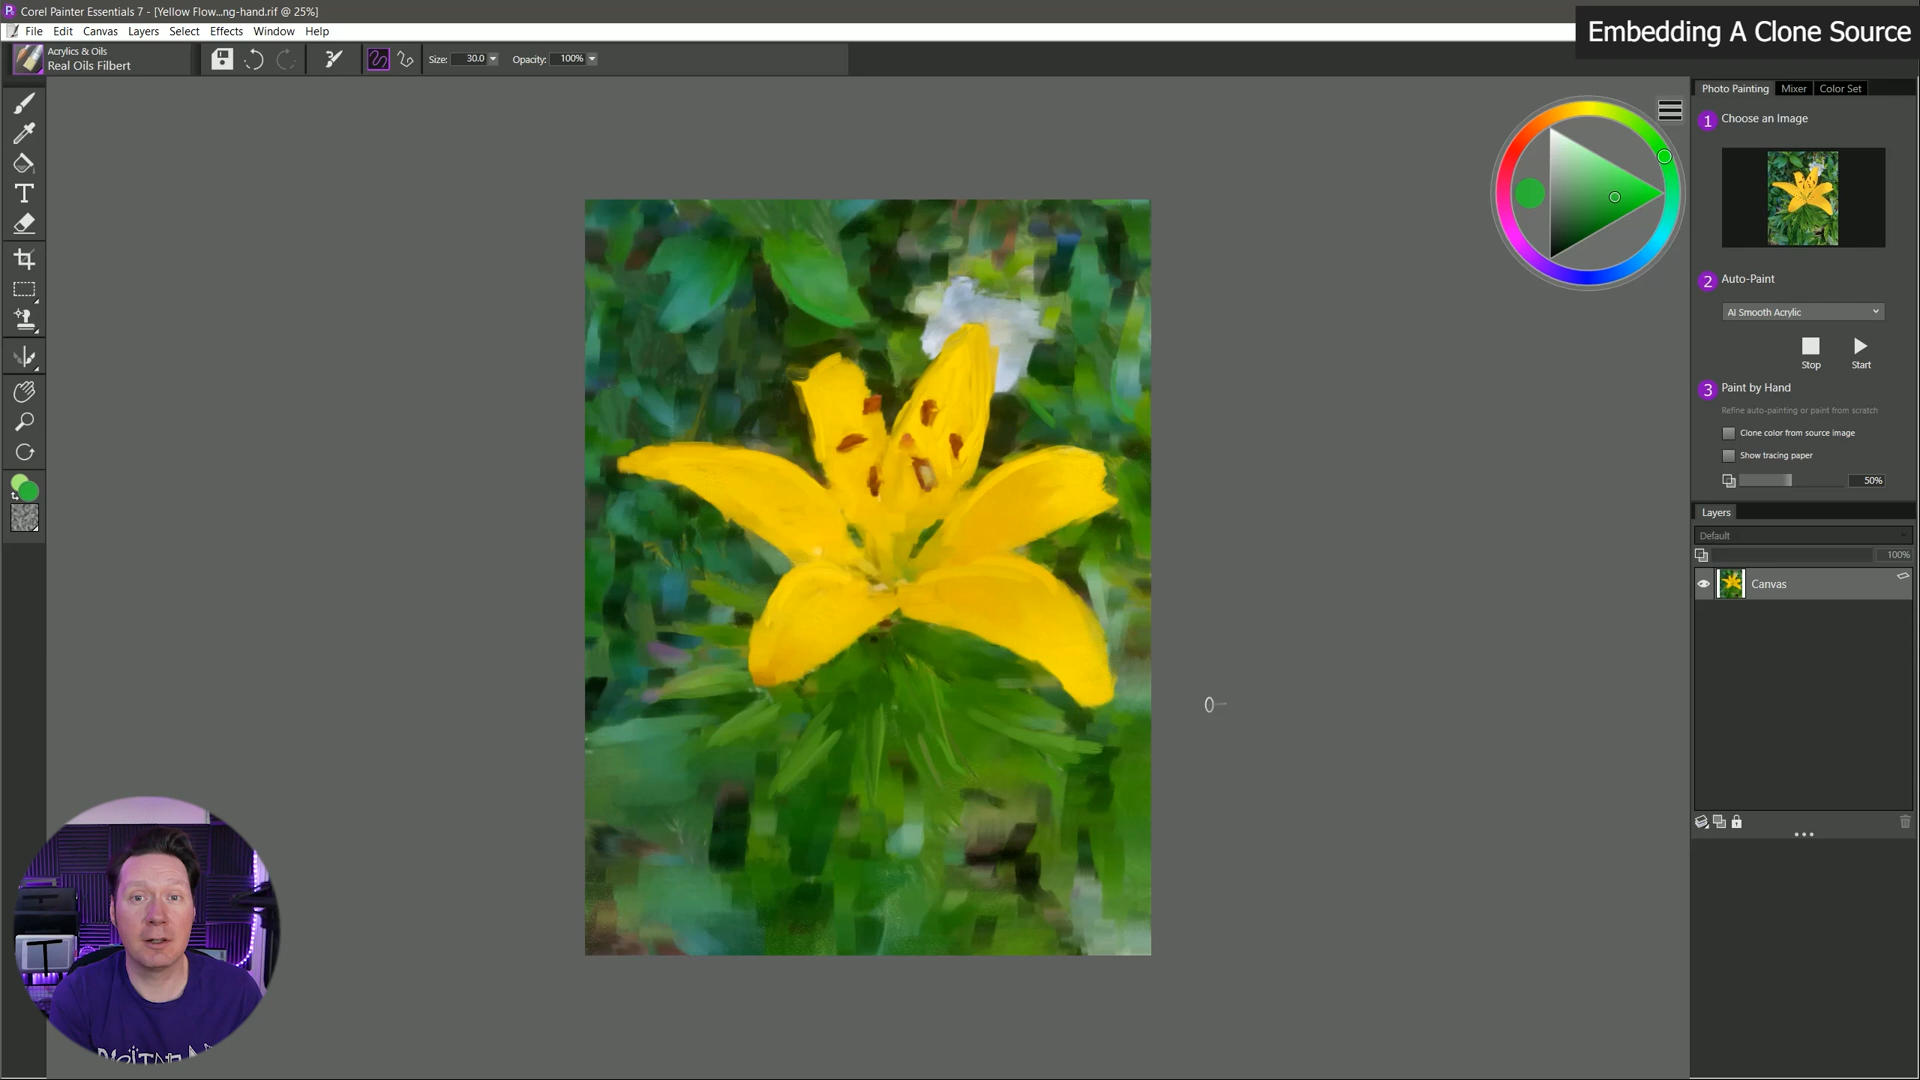 Corel Painter Essentials 7 - [Yellow Flow...ng-hand.rif @ 25%]
File Edit Canvas Layers Select Effects Window Help
Embedding A Clone Source
Acrylics & Oils
Real Oils Filbert
Size: 30.0
Opacity: 100%
Photo Painting Mixer Color Set
1 Choose an Image
2 Auto-Paint
AI Smooth Acrylic
Stop Start
3 Paint by Hand
Refine auto-painting or paint from scratch
Clone color from source image
Show tracing paper
50%
Layers
Default
100%
Canvas